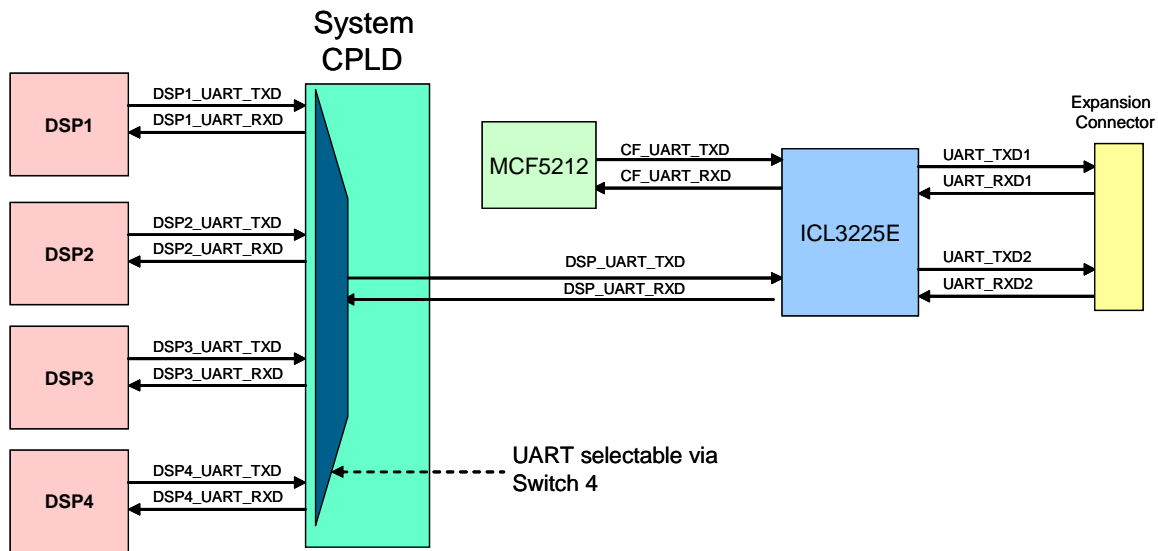 System
CPLD
DSP1
DSP1_UART_TXD
DSP1_UART_RXD
DSP2
DSP2_UART_TXD
DSP2_UART_RXD
DSP3
DSP3_UART_TXD
DSP3_UART_RXD
DSP4
DSP4_UART_TXD
DSP4_UART_RXD
MCF5212
CF_UART_TXD
CF_UART_RXD
DSP_UART_TXD
DSP_UART_RXD
UART selectable via
Switch 4
ICL3225E
UART_TXD1
UART_RXD1
UART_TXD2
UART_RXD2
Expansion
Connector